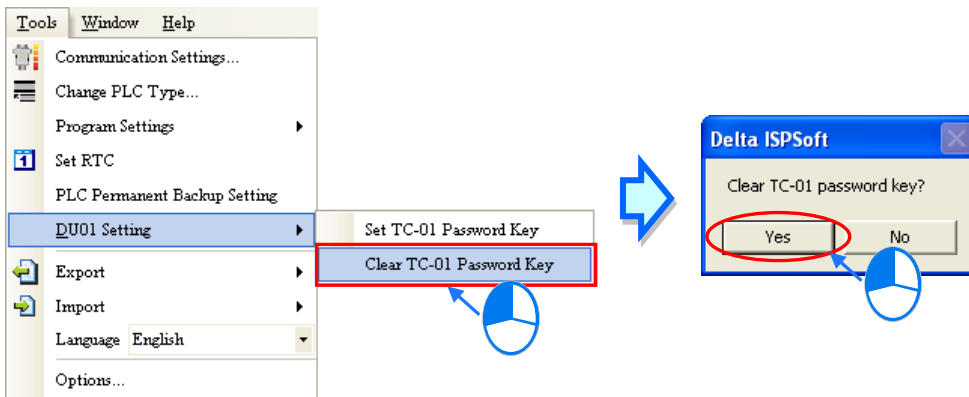 Tools Window Help
Communication Settings...
Change PLC Type...
Program Settings
1 Set RTC
PLC Permanent Backup Setting
DU01 Setting
Set TC-01 Password Key
Clear TC-01 Password Key
Export
Import
Language English
Options...
Delta ISPSoft
Clear TC-01 password key?
Yes No